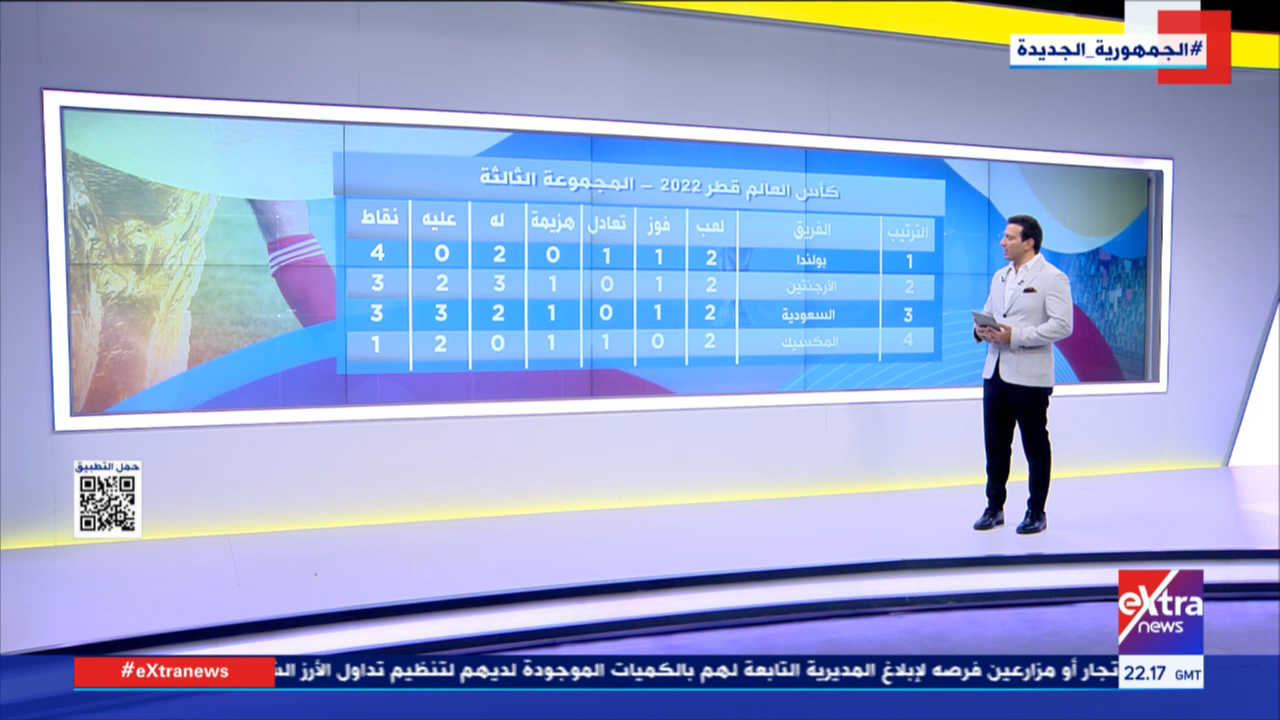 #الجمهورية_الجديدة
كأس العالم قطر 2022 – المجموعة الثالثة
الترتيب الفريق لعب فوز تعادل هزيمة له عليه نقاط
1 بولندا 2 1 1 0 2 0 4
2 الأرجنتين 2 1 0 1 3 2 3
3 السعودية 2 1 0 1 2 3 3
4 المكسيك 2 0 1 1 0 2 1
حمل التطبيق
eXtra
news
تجار أو مزارعين فرصه لإبلاغ المديرية التابعة لهم بالكميات الموجودة لديهم لتنظيم تداول الأرز
#eXtranews
22.17 GMT